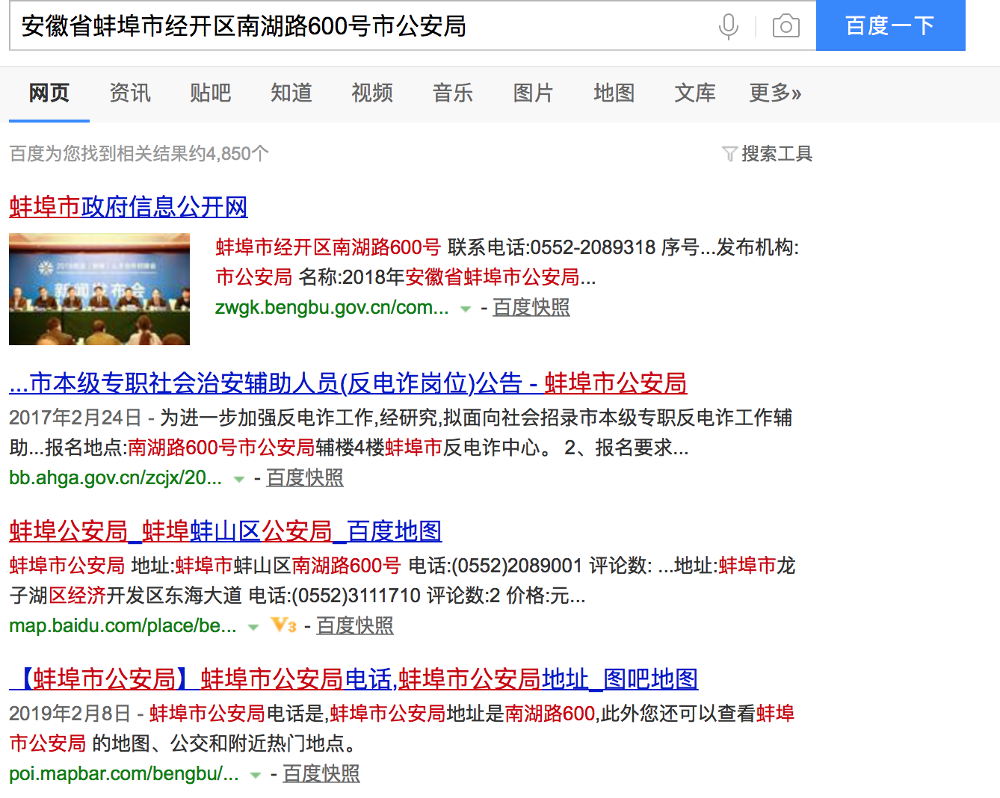 安徽省蚌埠市经开区南湖路600号市公安局
百度一下
网页 资讯 贴吧 知道 视频 音乐 图片 地图 文库 更多»
百度为您找到相关结果约4,850个
搜索工具
蚌埠市政府信息公开网
新闻发布会
蚌埠市经开区南湖路600号 联系电话:0552-2089318 序号...发布机构:
市公安局 名称:2018年安徽省蚌埠市公安局...
zwgk.bengbu.gov.cn/com... - 百度快照
...市本级专职社会治安辅助人员(反电诈岗位)公告 - 蚌埠市公安局
2017年2月24日 - 为进一步加强反电诈工作,经研究,拟面向社会招录市本级专职反电诈工作辅
助...报名地点:南湖路600号市公安局辅楼4楼蚌埠市反电诈中心。 2、报名要求...
bb.ahga.gov.cn/zcjx/20... - 百度快照
蚌埠公安局_蚌埠蚌山区公安局_百度地图
蚌埠市公安局 地址:蚌埠市蚌山区南湖路600号 电话:(0552)2089001 评论数: ...地址:蚌埠市龙
子湖区经济开发区东海大道 电话:(0552)3111710 评论数:2 价格:元...
map.baidu.com/place/be... V3 - 百度快照
【蚌埠市公安局】蚌埠市公安局电话,蚌埠市公安局地址_图吧地图
2019年2月8日 - 蚌埠市公安局电话是,蚌埠市公安局地址是南湖路600,此外您还可以查看蚌埠
市公安局 的地图、公交和附近热门地点。
poi.mapbar.com/bengbu/... - 百度快照